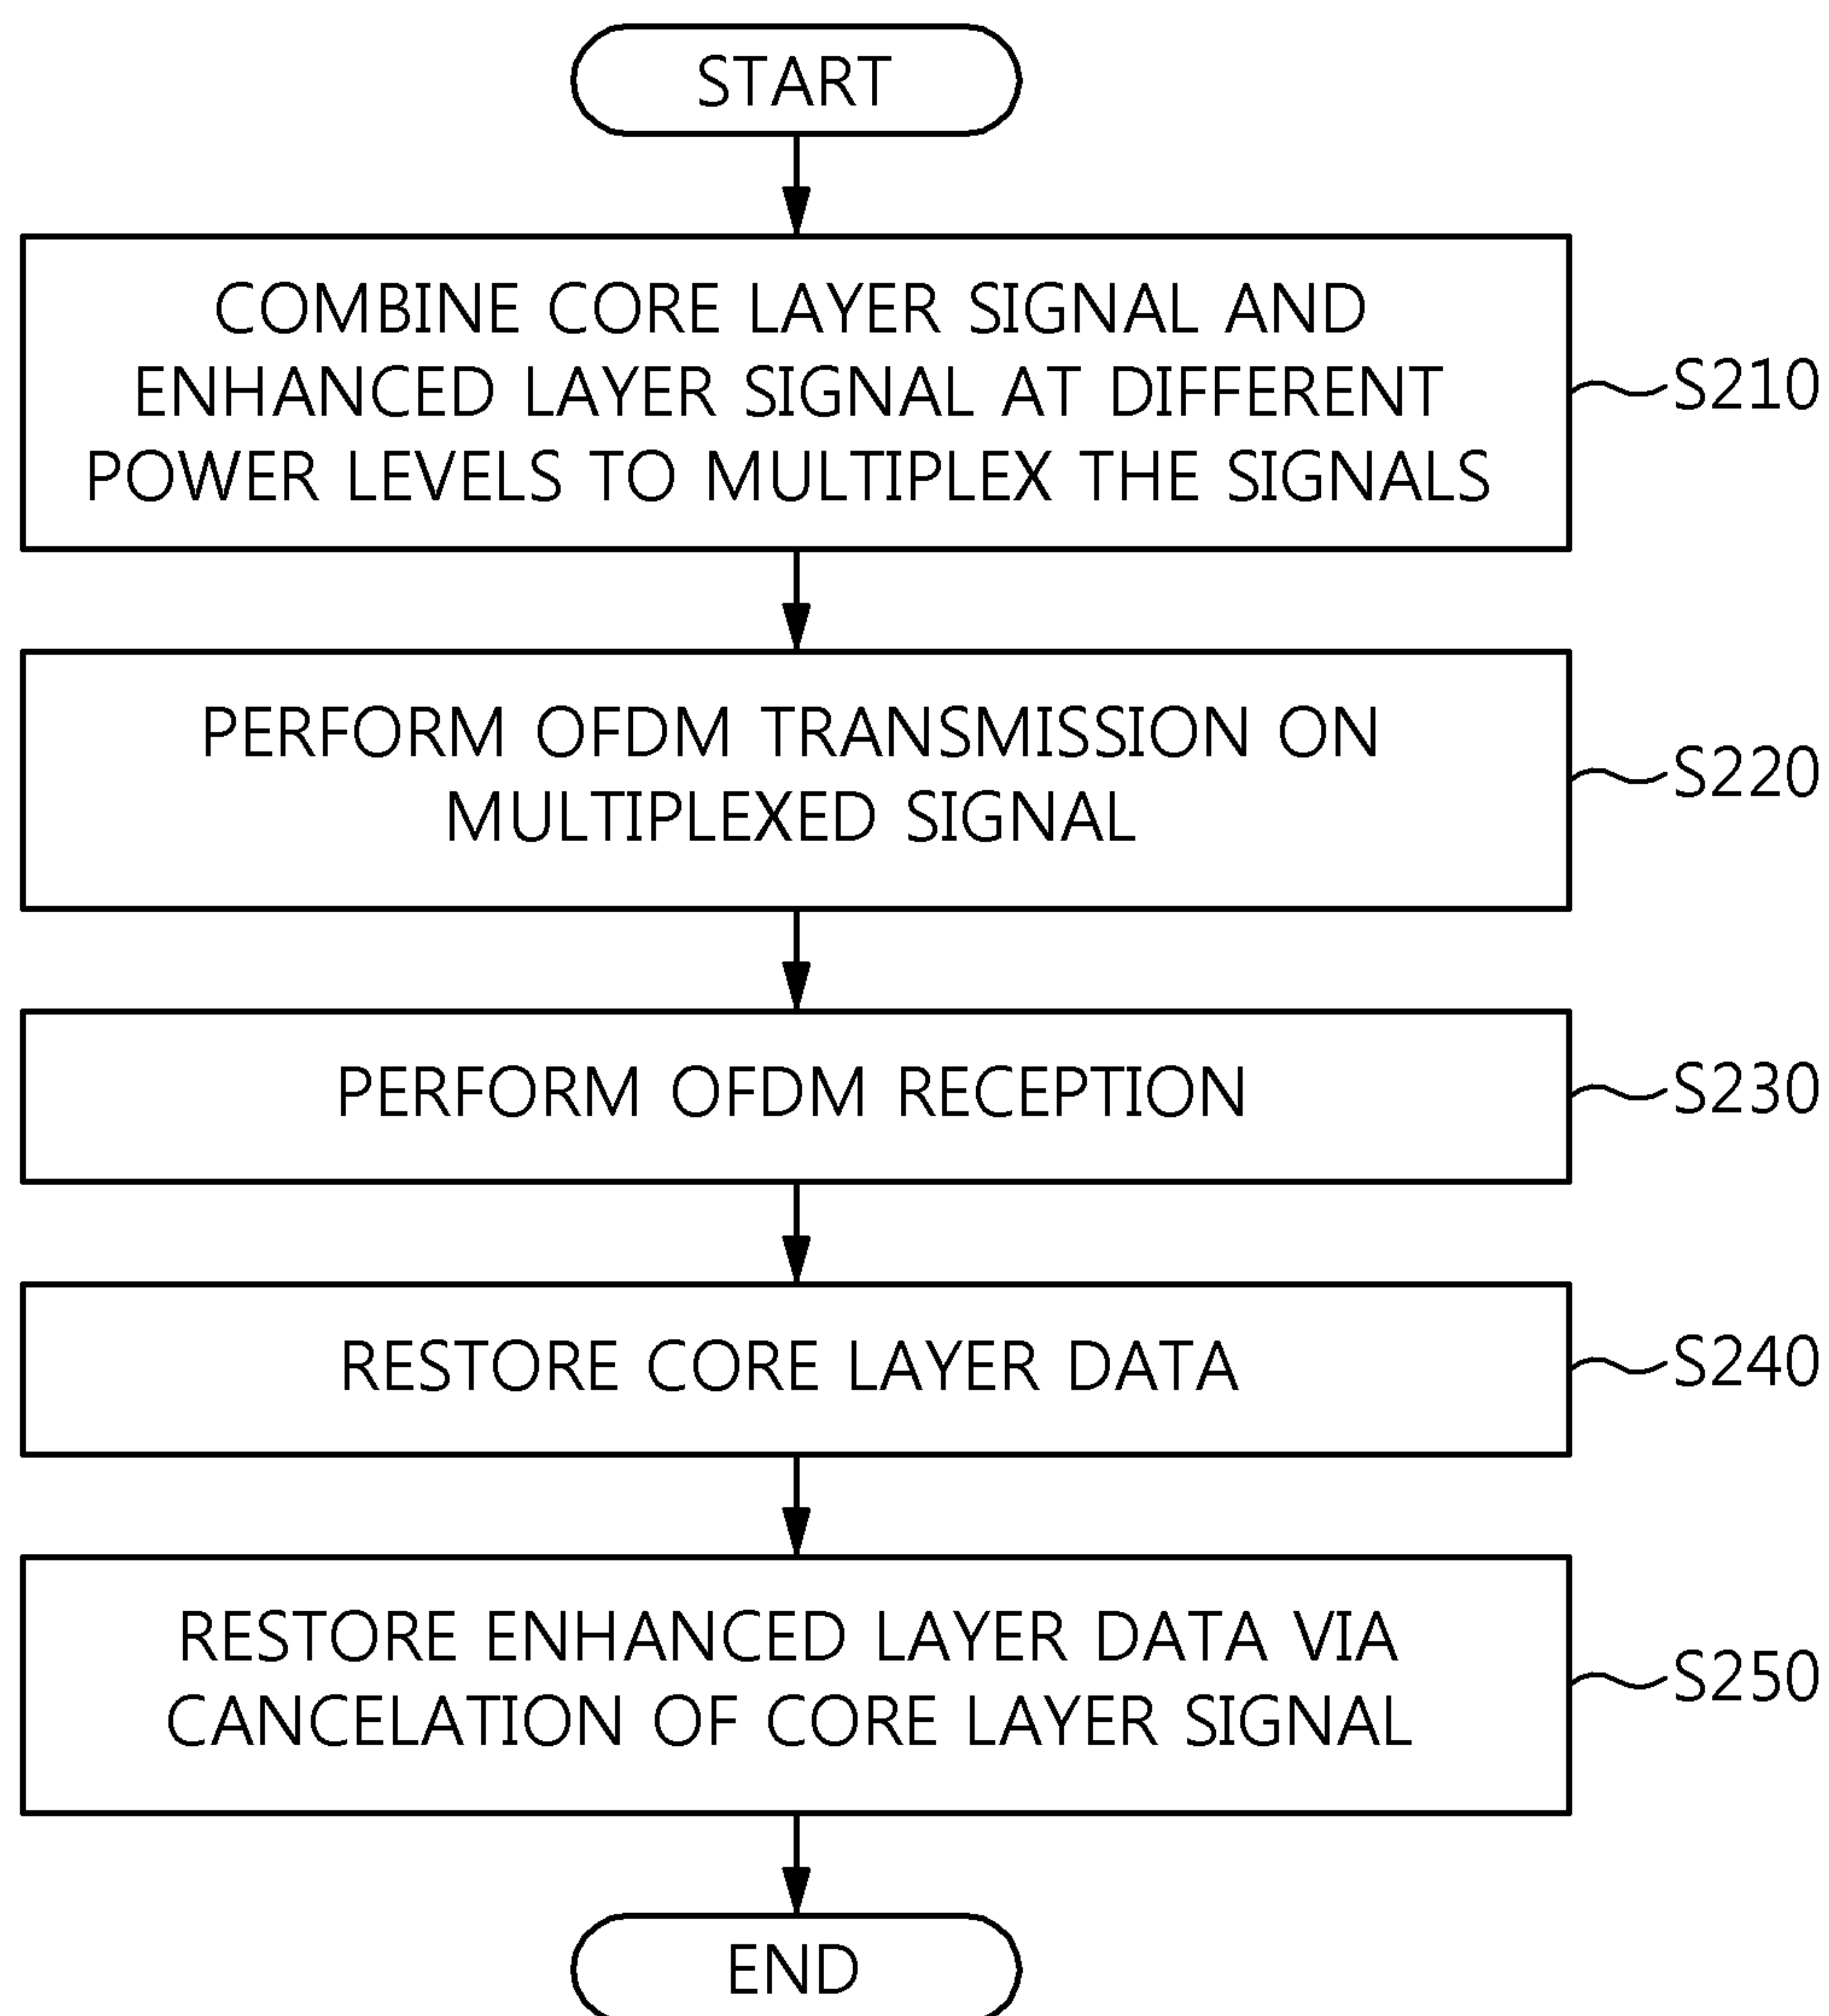 START
COMBINE CORE LAYER SIGNAL AND
ENHANCED LAYER SIGNAL AT DIFFERENT
POWER LEVELS TO MULTIPLEX THE SIGNALS
S210
PERFORM OFDM TRANSMISSION ON
MULTIPLEXED SIGNAL
S220
PERFORM OFDM RECEPTION
S230
RESTORE CORE LAYER DATA
S240
RESTORE ENHANCED LAYER DATA VIA
CANCELATION OF CORE LAYER SIGNAL
S250
END